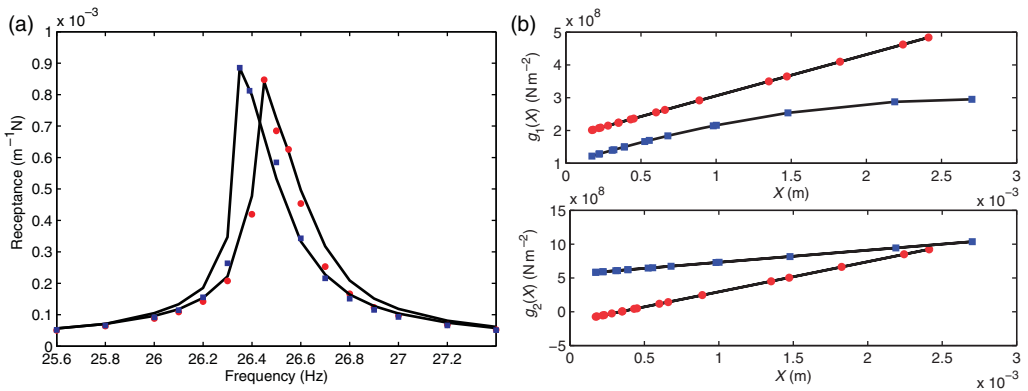 (a)
x 10⁻³
1
0.9
0.8
0.7
0.6
0.5
0.4
0.3
0.2
0.1
0
Receptance (m⁻¹N)
25.6 25.8 26 26.2 26.4 26.6 26.8 27 27.2
Frequency (Hz)
(b)
x 10⁸
5
4
3
2
1
g₁(X) (N m⁻²)
0 0.5 1 1.5 2 2.5 3
X (m)
x 10⁻³
x 10⁸
15
10
5
0
−5
g₂(X) (N m⁻²)
0 0.5 1 1.5 2 2.5 3
X (m)
x 10⁻³